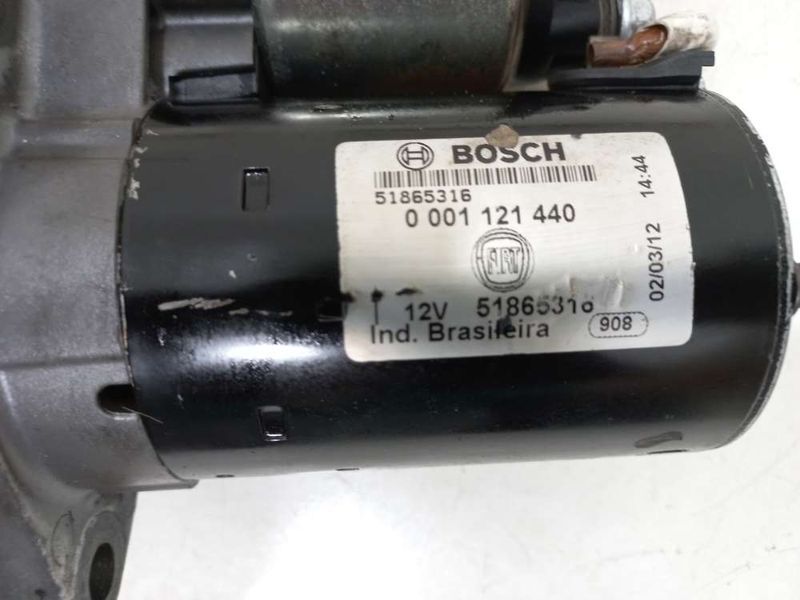 BOSCH
51865316
0 001 121 440
FIAT
12V 51865316
Ind. Brasileira
908
02/03/12 14:44